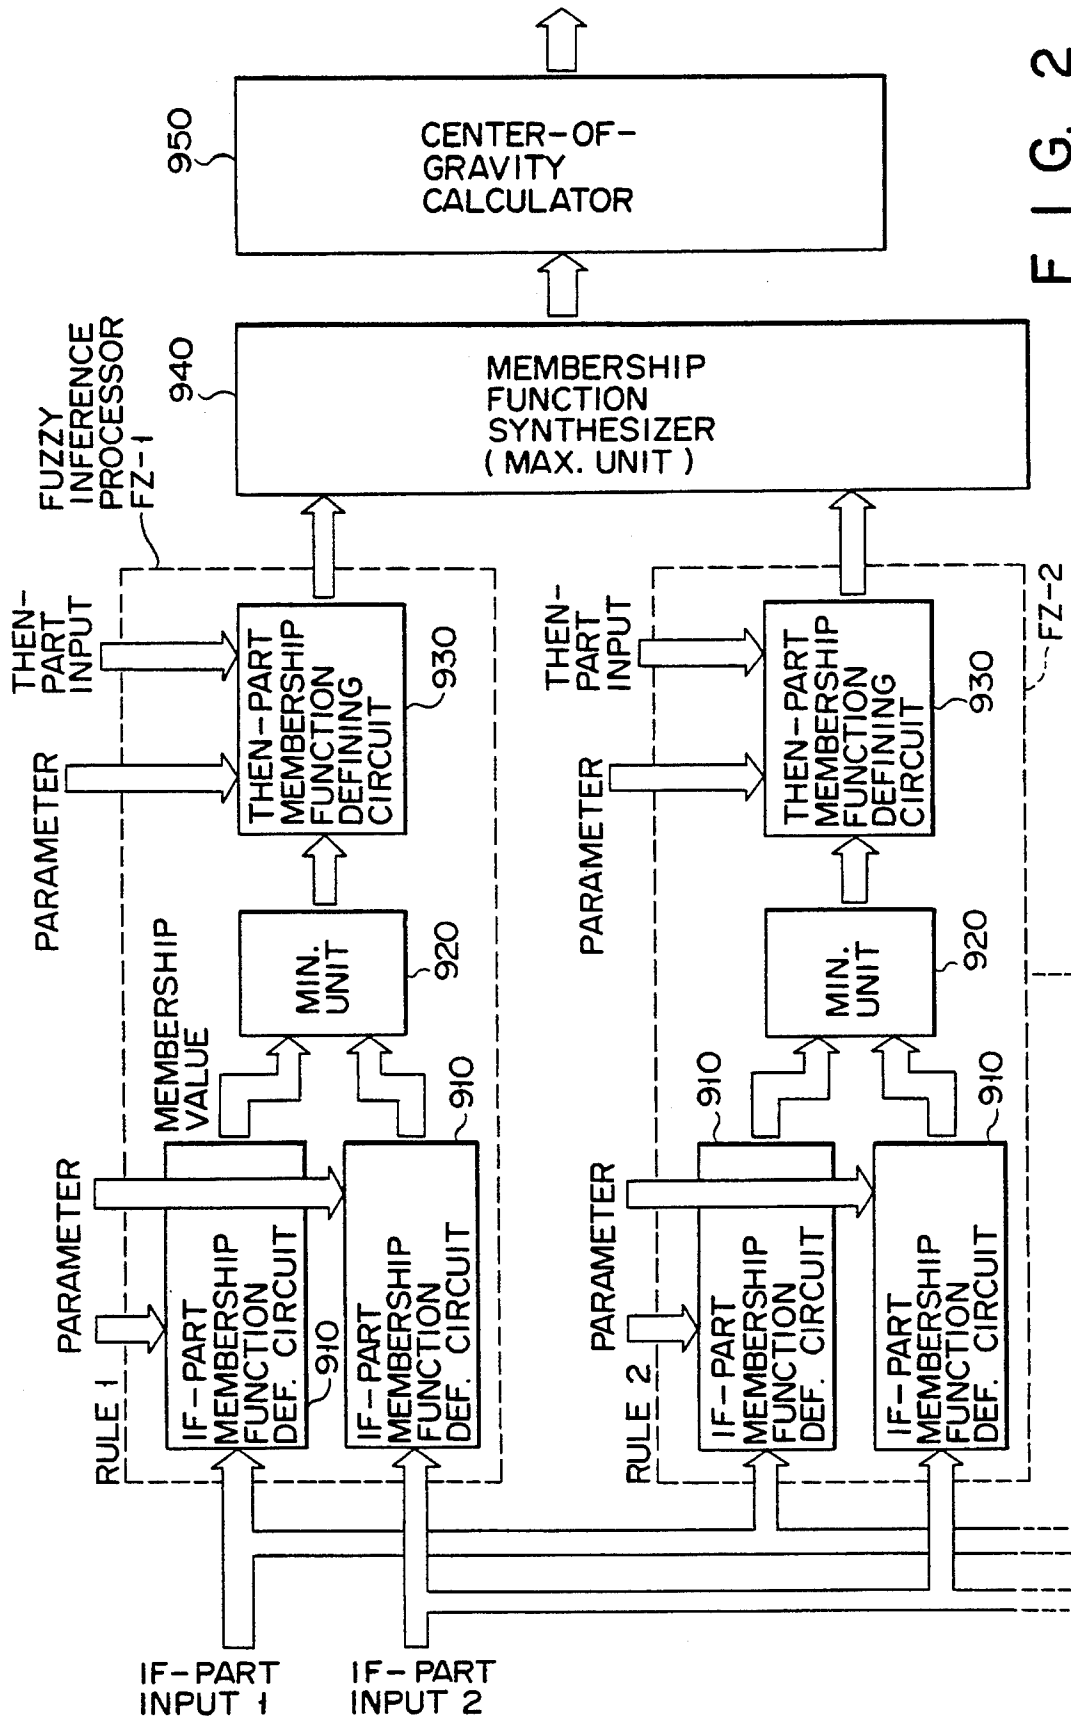 FUZZY
INFERENCE
PROCESSOR
FZ-1
940
950
THEN-
PART
INPUT
PARAMETER
MEMBERSHIP
VALUE
PARAMETER
RULE 1
IF-PART
INPUT 1
IF-PART
INPUT 2
IF-PART
MEMBERSHIP
FUNCTION
DEF. CIRCUIT
910
IF-PART
MEMBERSHIP
FUNCTION
DEF. CIRCUIT
910
MIN.
UNIT
920
THEN-PART
MEMBERSHIP
FUNCTION
DEFINING
CIRCUIT
930
MEMBERSHIP
FUNCTION
SYNTHESIZER
(MAX. UNIT)
CENTER-OF-
GRAVITY
CALCULATOR
THEN-
PART
INPUT
PARAMETER
PARAMETER
RULE 2
IF-PART
MEMBERSHIP
FUNCTION
DEF. CIRCUIT
910
IF-PART
MEMBERSHIP
FUNCTION
DEF. CIRCUIT
910
MIN.
UNIT
920
THEN-PART
MEMBERSHIP
FUNCTION
DEFINING
CIRCUIT
930
FZ-2
FIG. 2